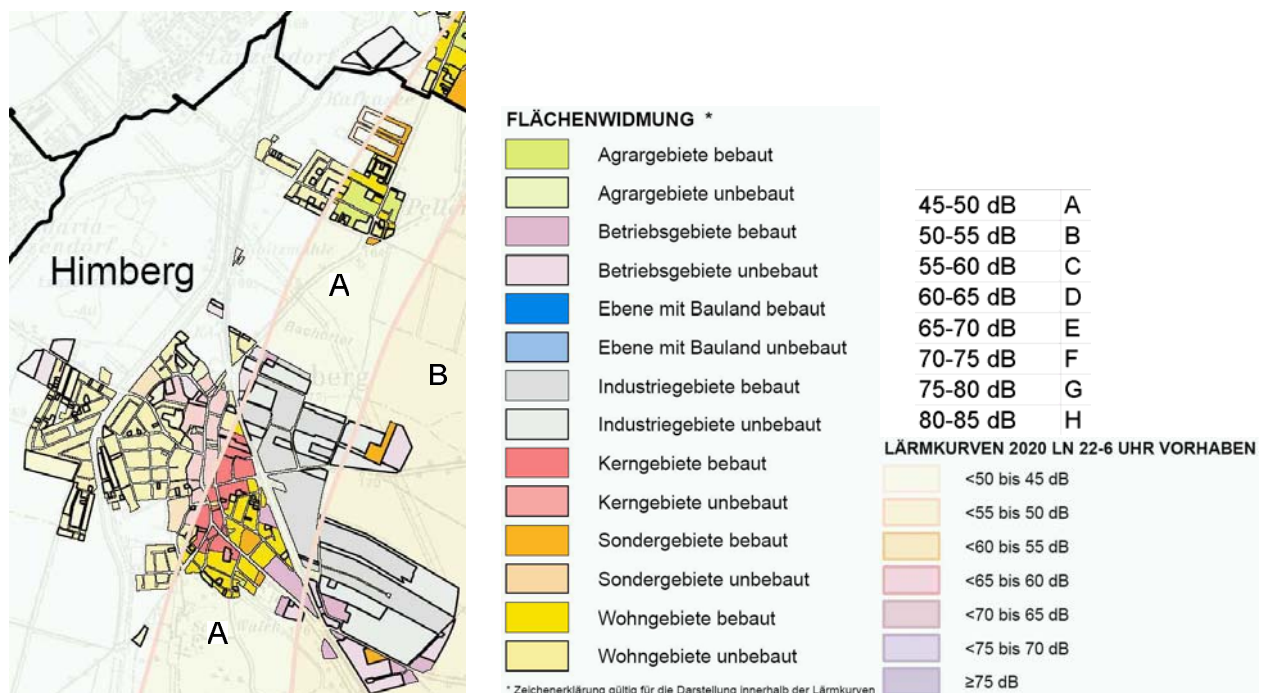 Himberg
A
B
A
FLÄCHENWIDMUNG *
Agrargebiete bebaut
Agrargebiete unbebaut
Betriebsgebiete bebaut
Betriebsgebiete unbebaut
Ebene mit Bauland bebaut
Ebene mit Bauland unbebaut
Industriegebiete bebaut
Industriegebiete unbebaut
Kerngebiete bebaut
Kerngebiete unbebaut
Sondergebiete bebaut
Sondergebiete unbebaut
Wohngebiete bebaut
Wohngebiete unbebaut
* Zeichenerklärung gültig für die Darstellung innerhalb der Lärmkurven
45-50 dB A
50-55 dB B
55-60 dB C
60-65 dB D
65-70 dB E
70-75 dB F
75-80 dB G
80-85 dB H
LÄRMKURVEN 2020 LN 22-6 UHR VORHABEN
<50 bis 45 dB
<55 bis 50 dB
<60 bis 55 dB
<65 bis 60 dB
<70 bis 65 dB
<75 bis 70 dB
≥75 dB